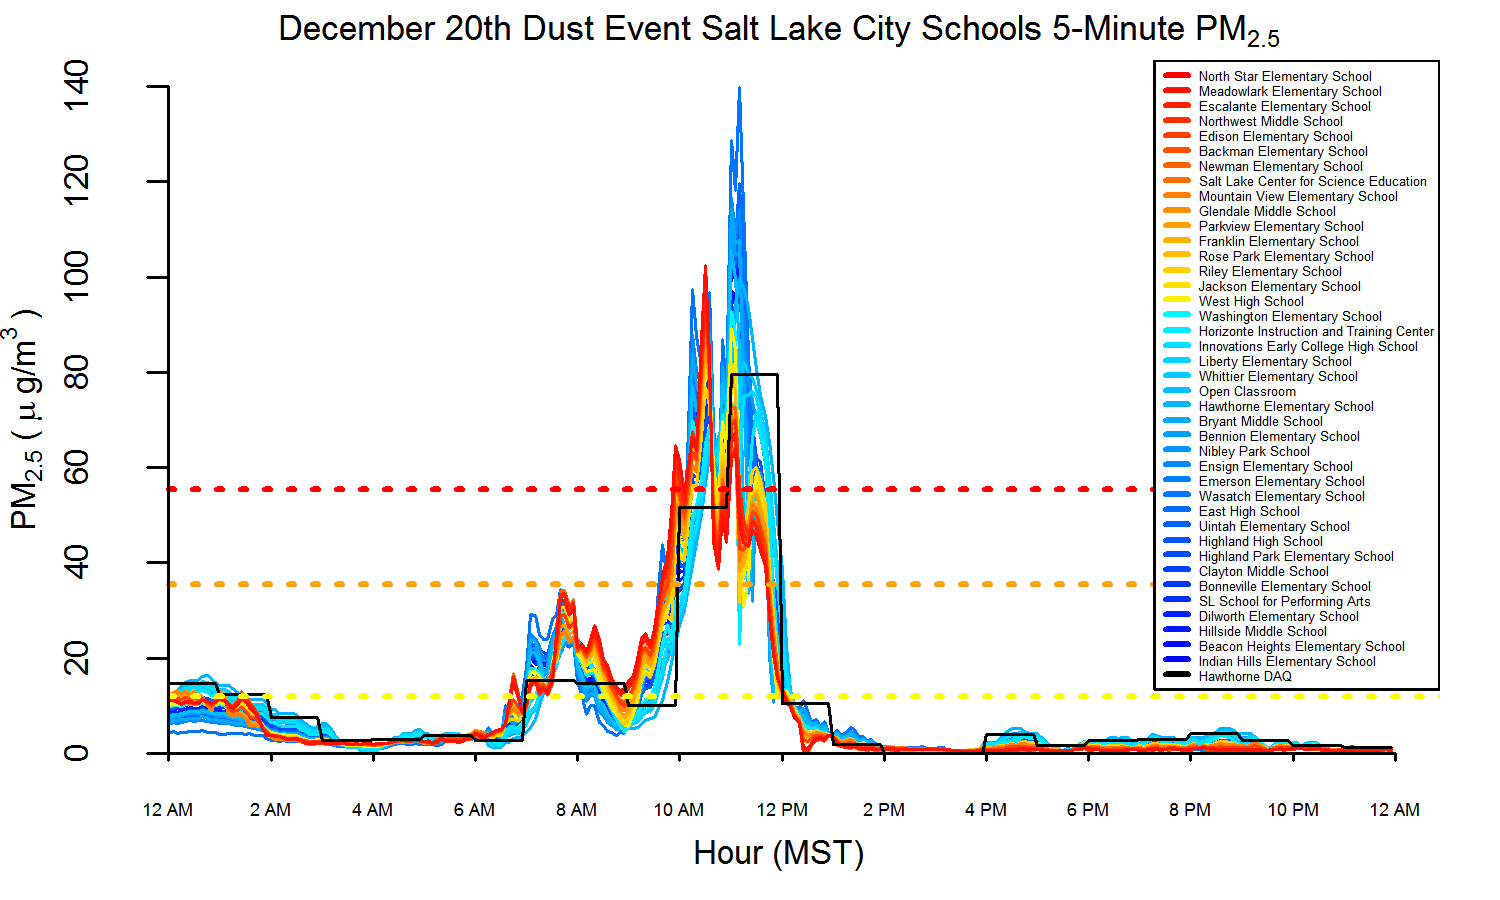 December 20th Dust Event Salt Lake City Schools 5-Minute PM2.5
PM2.5 ( μ g/m3 )
140
120
100
80
60
40
20
0
North Star Elementary School
Meadowlark Elementary School
Escalante Elementary School
Northwest Middle School
Edison Elementary School
Backman Elementary School
Newman Elementary School
Salt Lake Center for Science Education
Mountain View Elementary School
Glendale Middle School
Parkview Elementary School
Franklin Elementary School
Rose Park Elementary School
Riley Elementary School
Jackson Elementary School
West High School
Washington Elementary School
Horizonte Instruction and Training Center
Innovations Early College High School
Liberty Elementary School
Whittier Elementary School
Open Classroom
Hawthorne Elementary School
Bryant Middle School
Bennion Elementary School
Nibley Park School
Ensign Elementary School
Emerson Elementary School
Wasatch Elementary School
East High School
Uintah Elementary School
Highland High School
Highland Park Elementary School
Clayton Middle School
Bonneville Elementary School
SL School for Performing Arts
Dilworth Elementary School
Hillside Middle School
Beacon Heights Elementary School
Indian Hills Elementary School
Hawthorne DAQ
12 AM 2 AM 4 AM 6 AM 8 AM 10 AM 12 PM 2 PM 4 PM 6 PM 8 PM 10 PM 12 AM
Hour (MST)